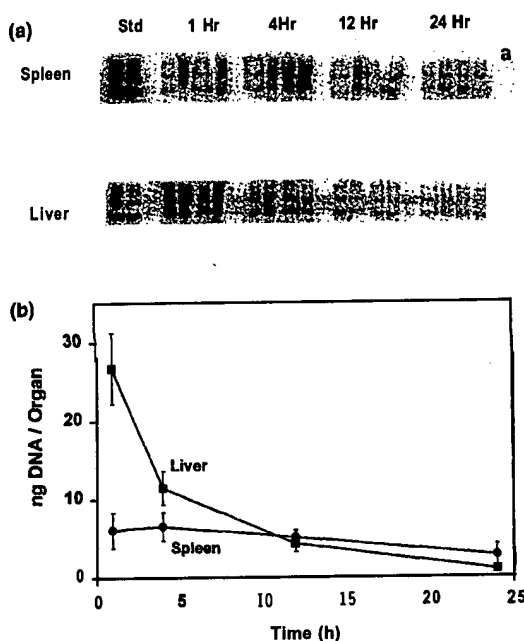 (a)
Std 1 Hr 4Hr 12 Hr 24 Hr
a
Spleen
Liver
(b)
ng DNA / Organ
30
20
10
0
Liver
Spleen
0 5 10 15 20 25
Time (h)